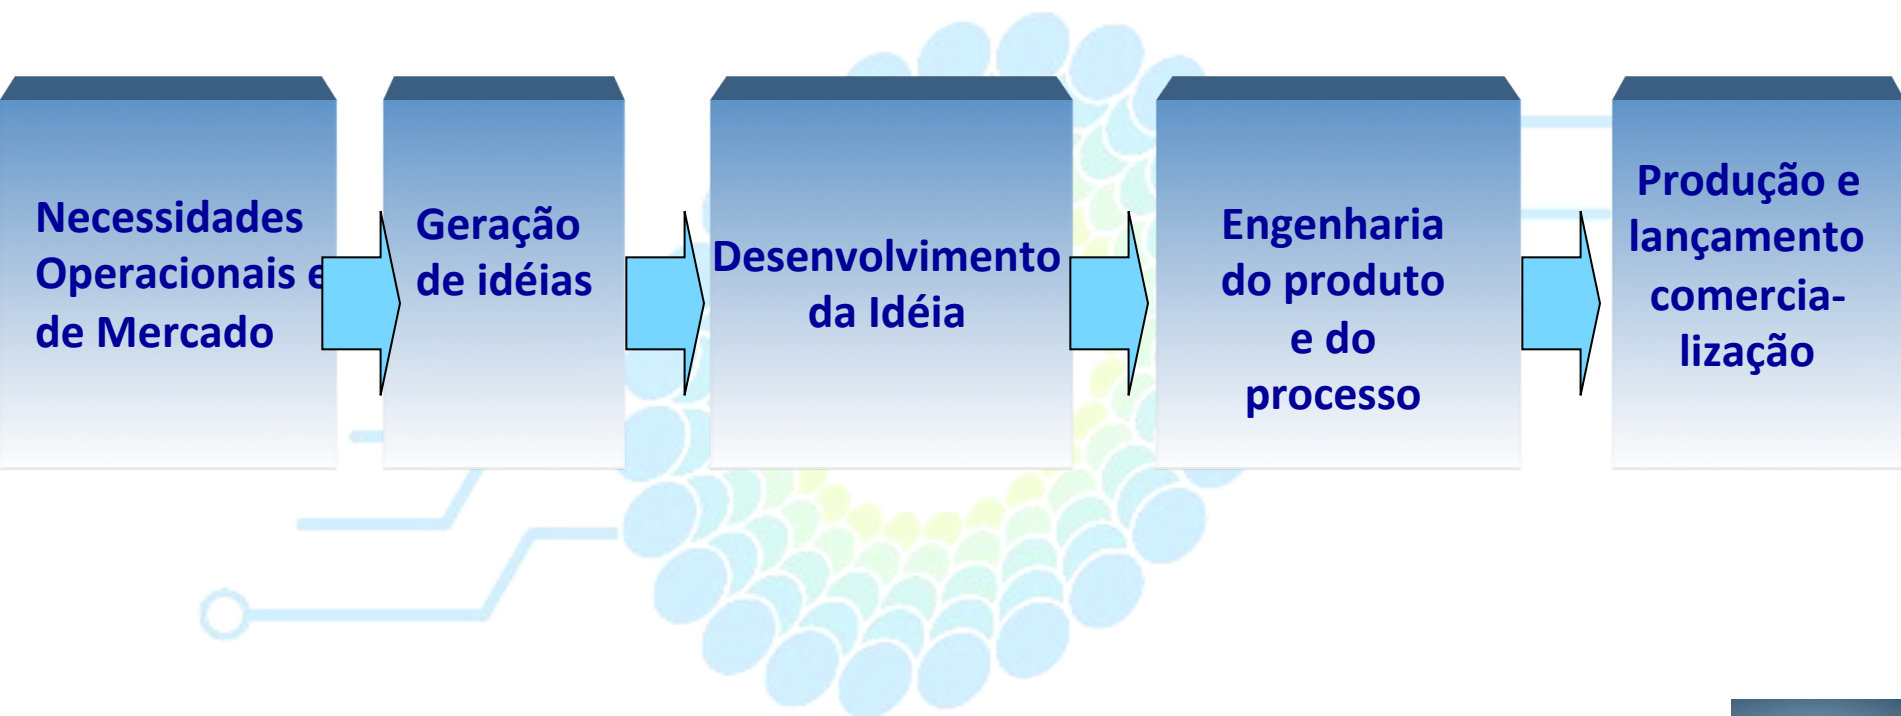 Necessidades
Operacionais e
de Mercado
Geração
de idéias
Desenvolvimento
da Idéia
Engenharia
do produto
e do
processo
Produção e
lançamento
comercia-
lização